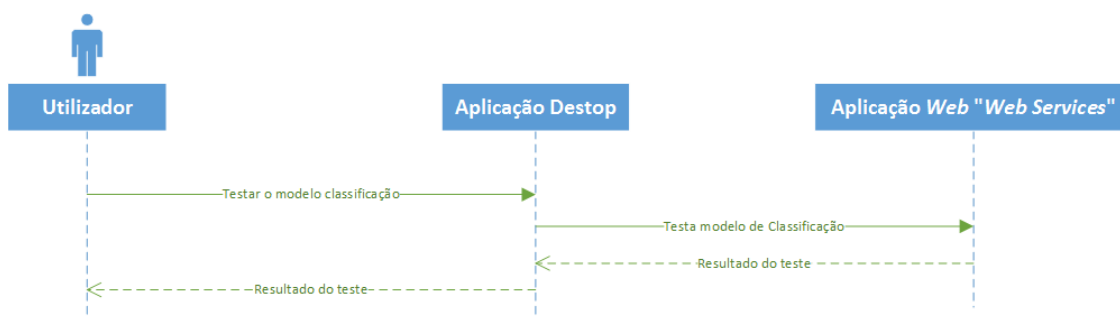 Utilizador
Aplicação Destop
Aplicação Web "Web Services"
Testar o modelo classificação
Testa modelo de Classificação
Resultado do teste
Resultado do teste